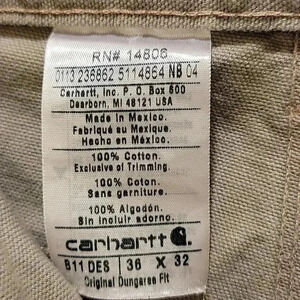 RN# 14806
0113 236862 5114864 NB 04
Carhartt, Inc. P.O. Box 600
Dearborn, MI 48121 USA
Made in Mexico.
Fabriqué au Mexique.
Hecho en México.
100% Cotton.
Exclusive of Trimming.
100% Coton.
Sans garniture.
100% Algodón
Sin incluir adorno.
carhartt
B11 DES 36 X 32
Original Dungaree Fit